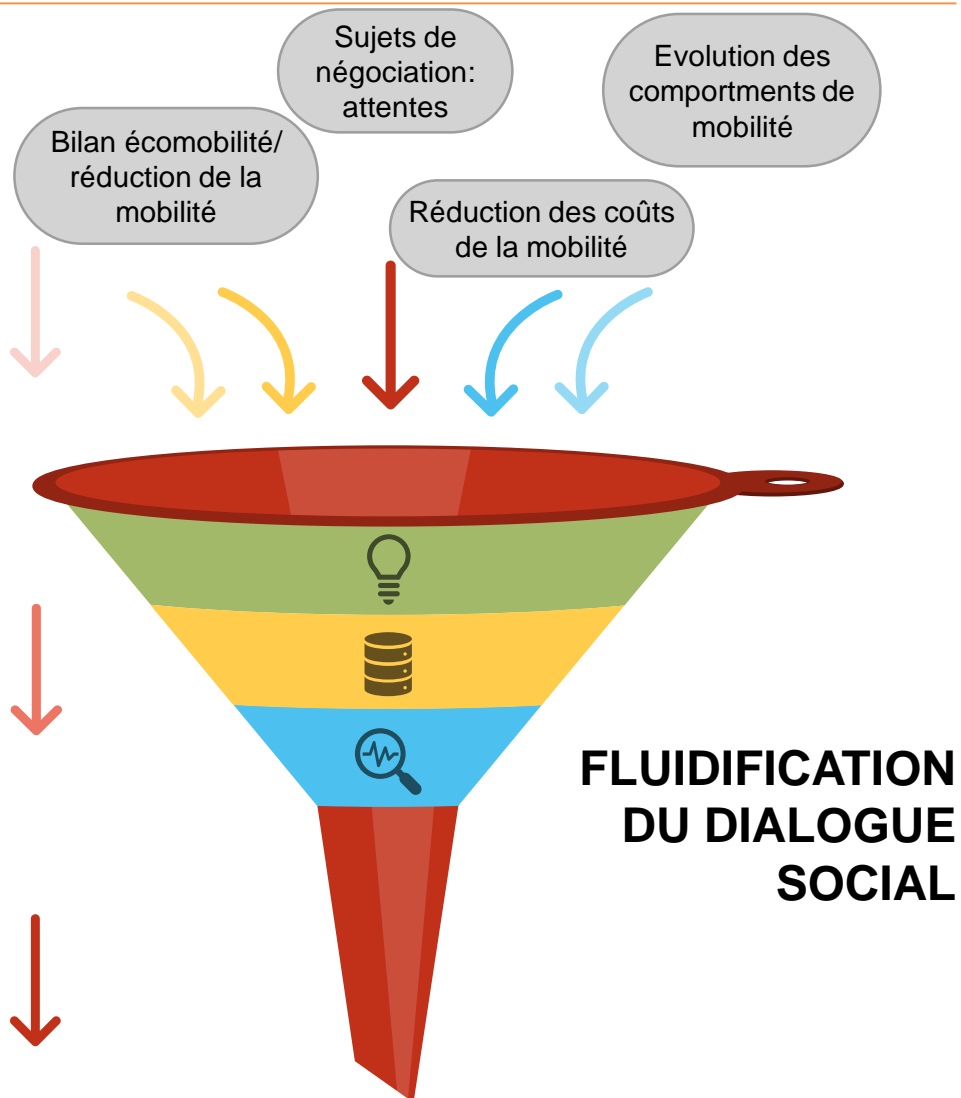 Sujets de
négociation:
attentes
Evolution des
comportments de
mobilité
Bilan écomobilité/
réduction de la
mobilité
Réduction des coûts
de la mobilité
FLUIDIFICATION
DU DIALOGUE
SOCIAL